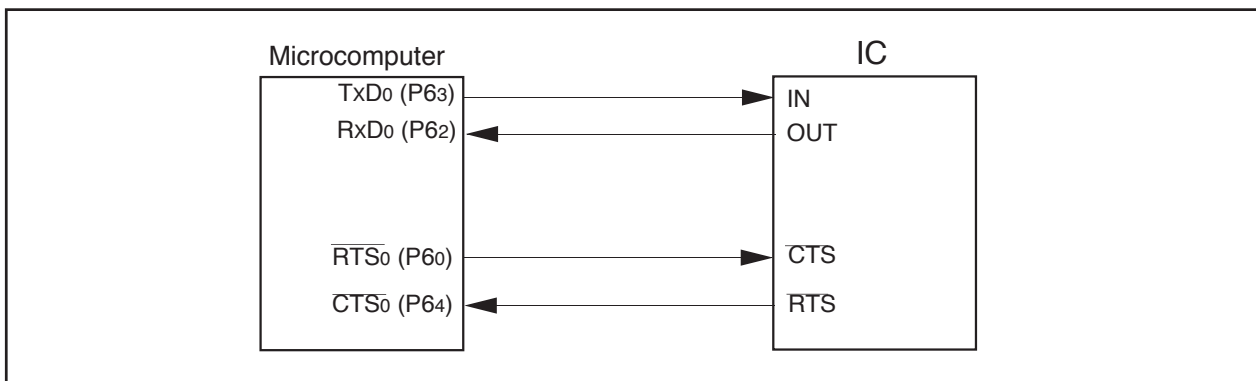 Microcomputer
IC
TxD0 (P63)
IN
RxD0 (P62)
OUT
RTS0 (P60)
CTS
CTS0 (P64)
RTS